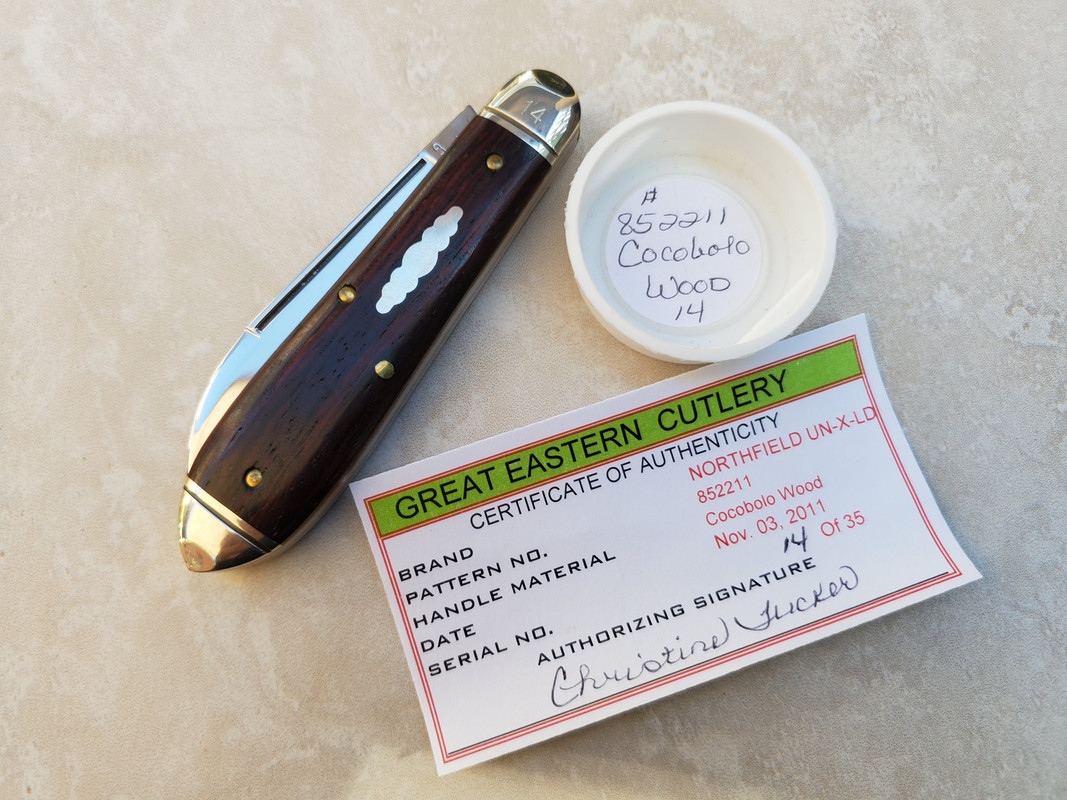 14
#
852211
Cocobolo
Wood
14
GREAT EASTERN CUTLERY
CERTIFICATE OF AUTHENTICITY
BRAND NORTHFIELD UN-X-LD
PATTERN NO. 852211
HANDLE MATERIAL Cocobolo Wood
DATE Nov. 03, 2011
SERIAL NO. 14 Of 35
AUTHORIZING SIGNATURE
Christine Tucker